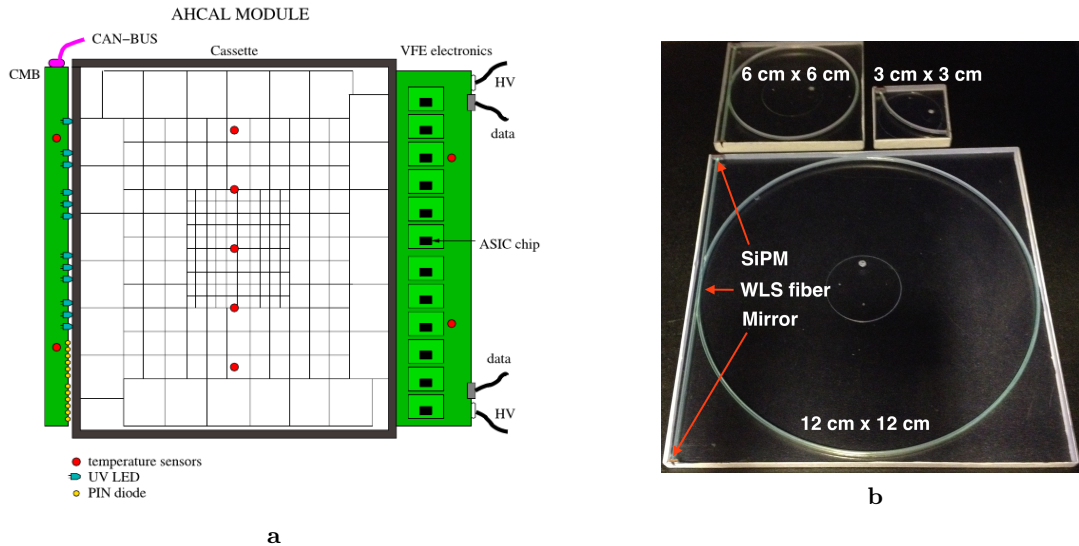 AHCAL MODULE
CAN-BUS
Cassette
VFE electronics
CMB
HV
data
ASIC chip
data
HV
temperature sensors
UV LED
PIN diode
a
6 cm x 6 cm
3 cm x 3 cm
SiPM
WLS fiber
Mirror
12 cm x 12 cm
b